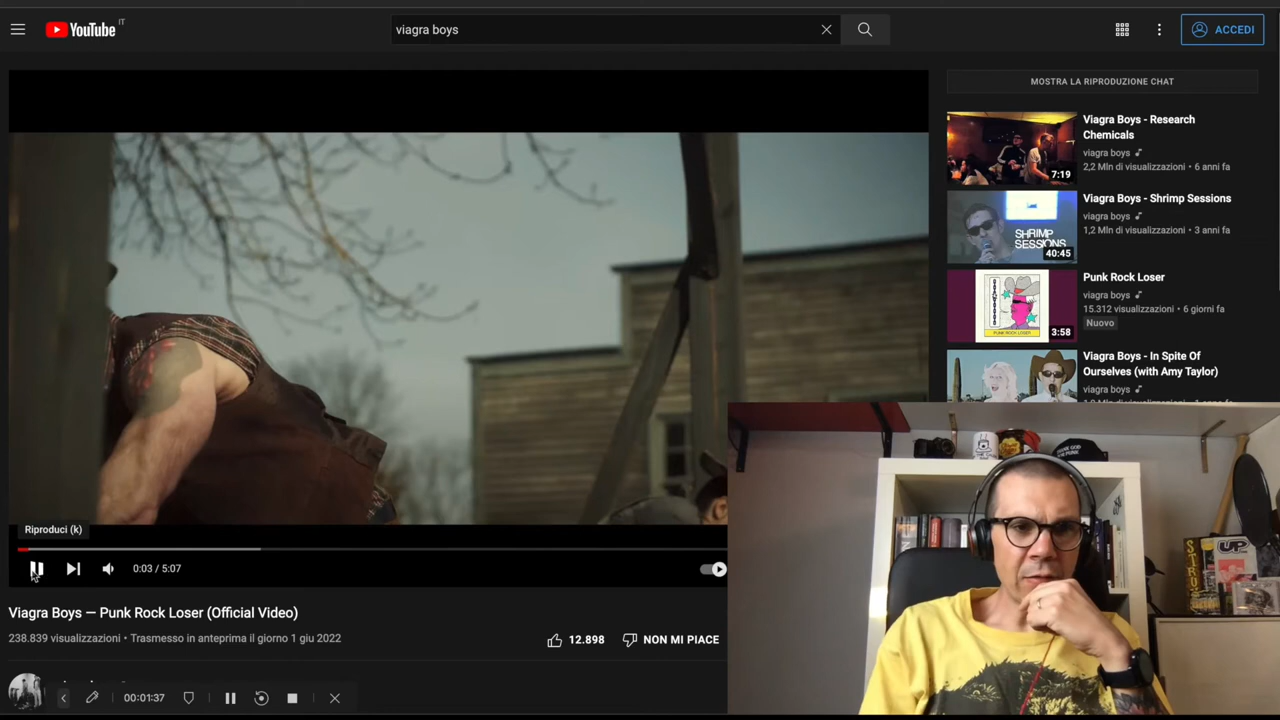 YouTube IT
viagra boys
ACCEDI
MOSTRA LA RIPRODUZIONE CHAT
Viagra Boys - Research
Chemicals
viagra boys
2,2 Mln di visualizzazioni • 6 anni fa
7:19
Viagra Boys - Shrimp Sessions
viagra boys
1,2 Mln di visualizzazioni • 3 anni fa
SHRIMP
SESSIONS
40:45
Punk Rock Loser
viagra boys
15.312 visualizzazioni • 6 giorni fa
Nuovo
PUNK ROCK LOSER
3:58
Viagra Boys - In Spite Of
Ourselves (with Amy Taylor)
viagra boys
Riproduci (k)
0:03 / 5:07
Viagra Boys — Punk Rock Loser (Official Video)
238.839 visualizzazioni • Trasmesso in anteprima il giorno 1 giu 2022
12.898
NON MI PIACE
00:01:37
UP